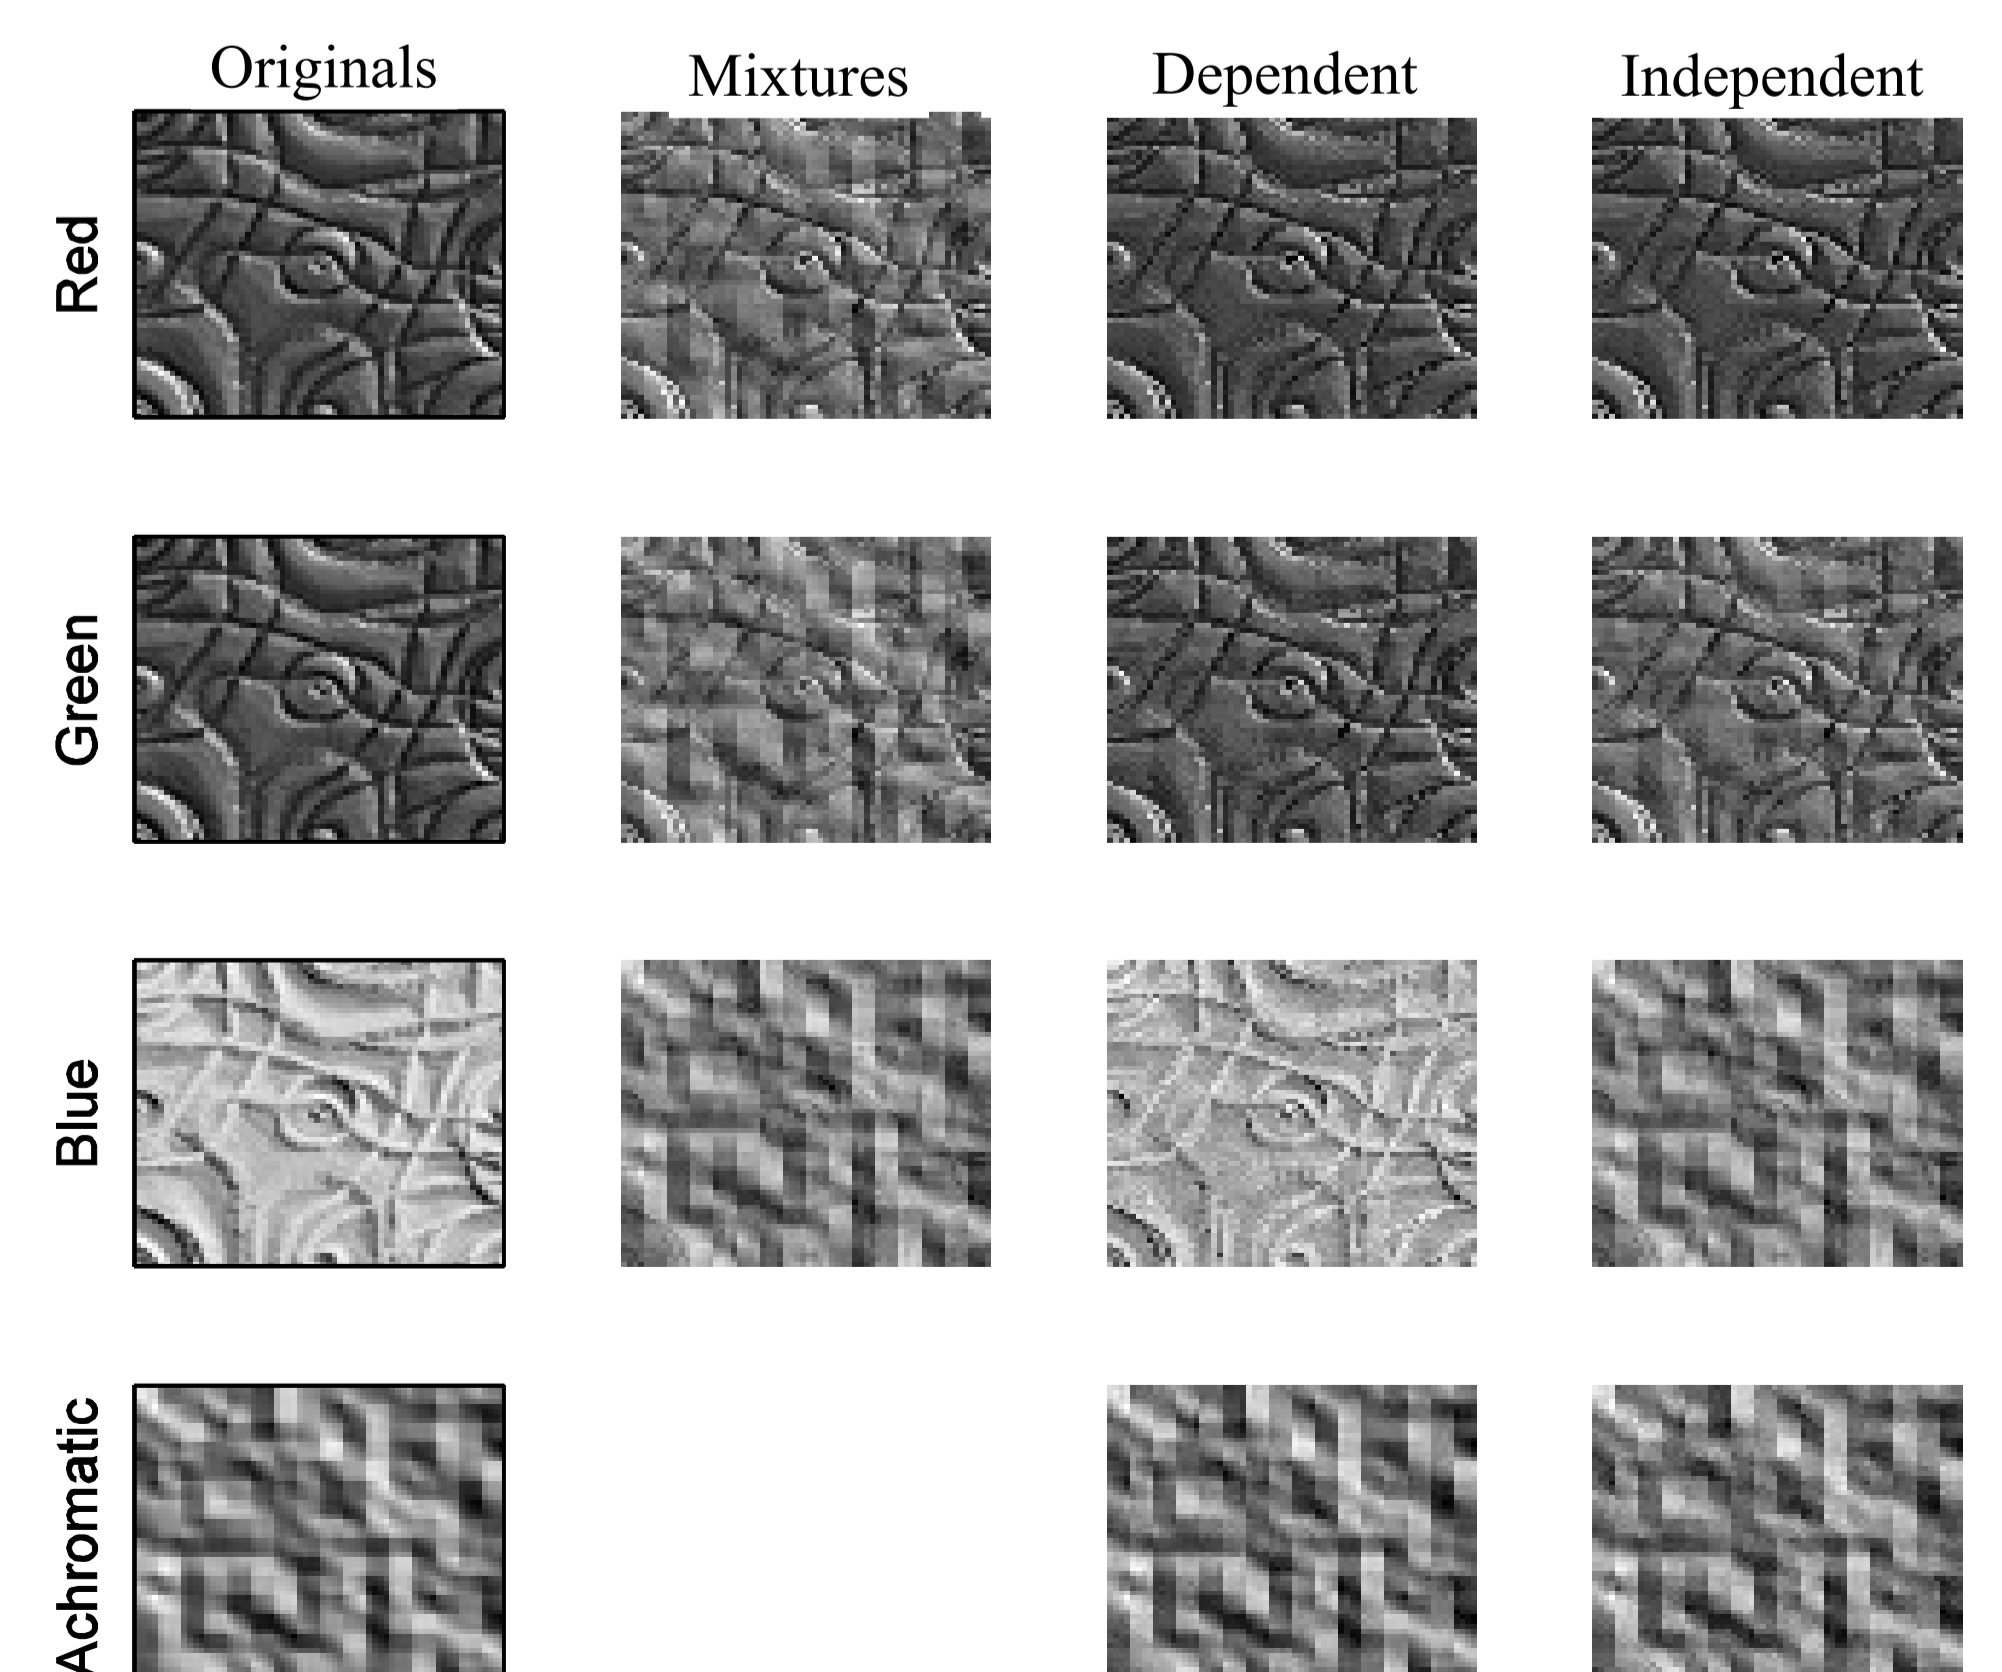 Originals Mixtures Dependent Independent
Red
Green
Blue
Achromatic